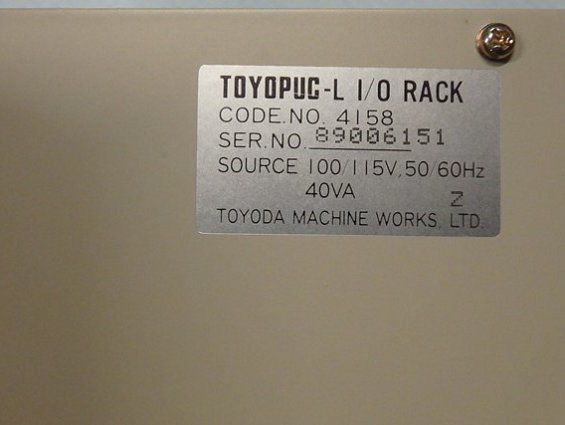 TOYOPUC-L I/O RACK
CODE.NO. 4158
SER.NO. 89006151
SOURCE 100/115V,50/60Hz
40VA Z
TOYODA MACHINE WORKS, LTD.